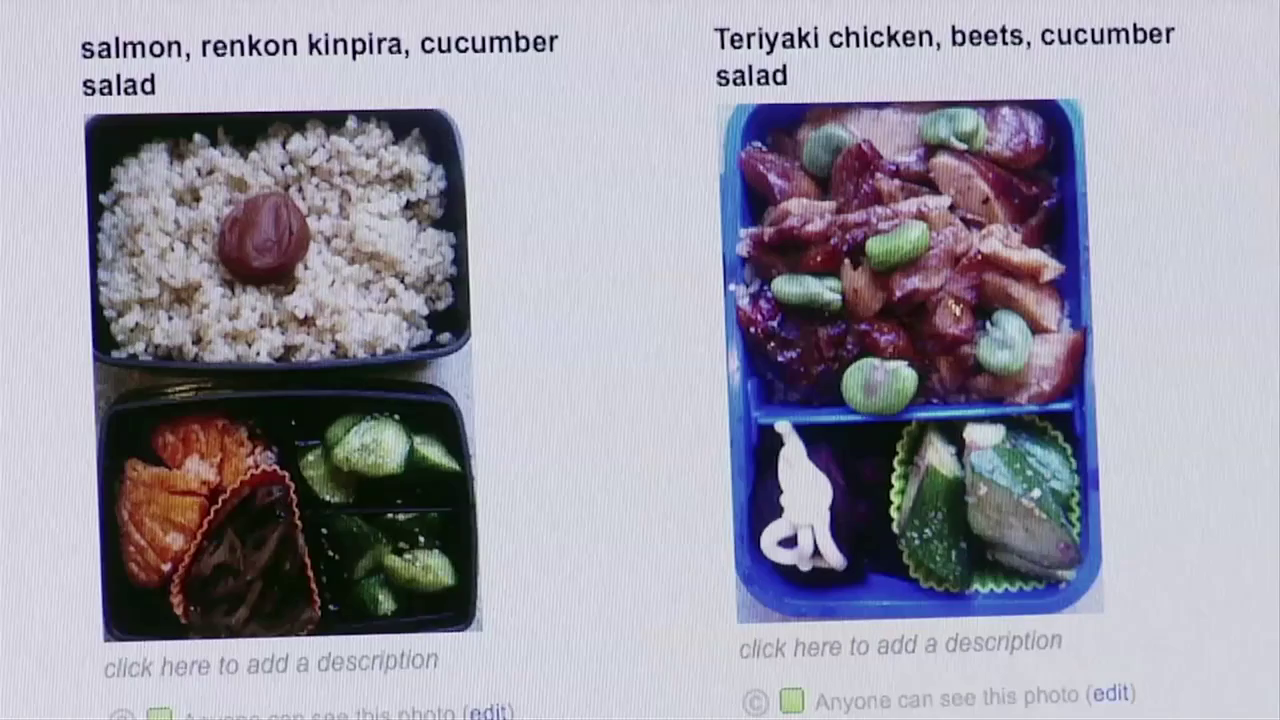 salmon, renkon kinpira, cucumber
salad
click here to add a description
Anyone can see this photo (edit)
Teriyaki chicken, beets, cucumber
salad
click here to add a description
© Anyone can see this photo (edit)